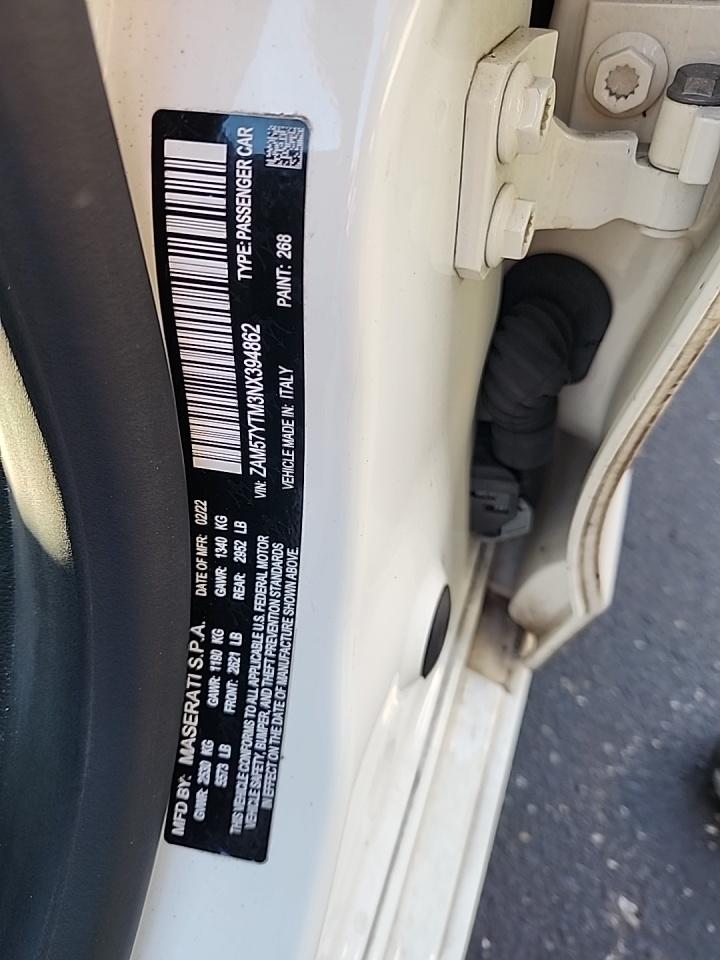 MFD BY: MASERATI S.P.A. DATE OF MFR: 02/22
GVWR: 2530 KG GAWR: 1190 KG GAWR: 1340 KG
5573 LB FRONT: 2621 LB REAR: 2952 LB
THIS VEHICLE CONFORMS TO ALL APPLICABLE U.S. FEDERAL MOTOR
VEHICLE SAFETY, BUMPER, AND THEFT PREVENTION STANDARDS
IN EFFECT ON THE DATE OF MANUFACTURE SHOWN ABOVE.
VIN: ZAM57YTM3NX394862 TYPE: PASSENGER CAR
VEHICLE MADE IN: ITALY PAINT: 268